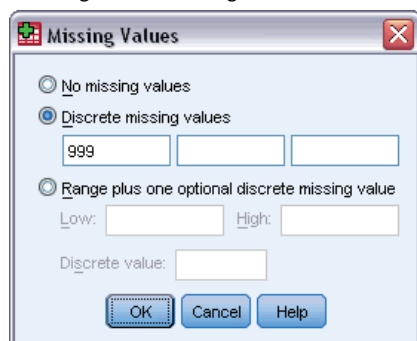 Missing Values
No missing values
Discrete missing values
999
Range plus one optional discrete missing value
Low: High:
Discrete value:
OK Cancel Help